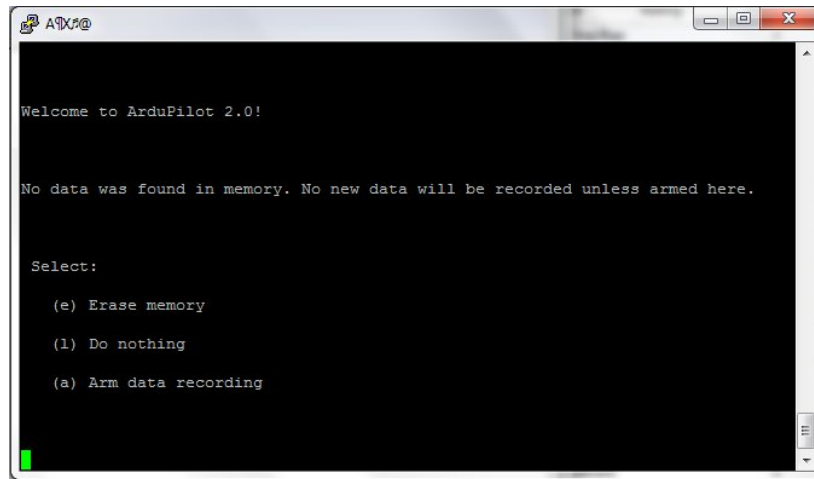 Welcome to ArduPilot 2.0!
No data was found in memory. No new data will be recorded unless armed here.
Select:
(e) Erase memory
(l) Do nothing
(a) Arm data recording